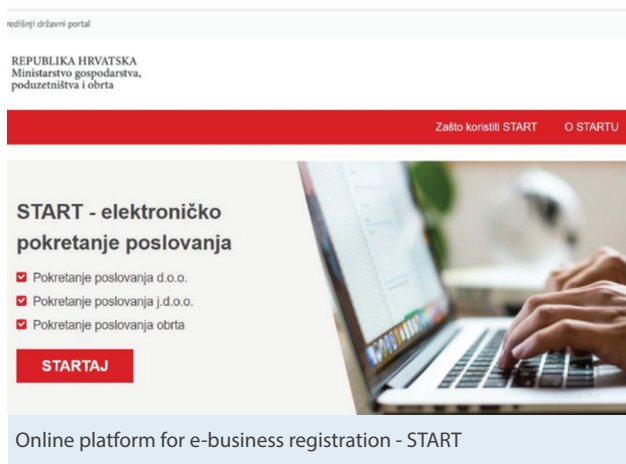 redišnji državni portal
REPUBLIKA HRVATSKA
Ministarstvo gospodarstva,
poduzetništva i obrta
Zašto koristiti START O STARTU
START - elektroničko
pokretanje poslovanja
Pokretanje poslovanja d.o.o.
Pokretanje poslovanja j.d.o.o.
Pokretanje poslovanja obrta
STARTAJ
Online platform for e-business registration - START